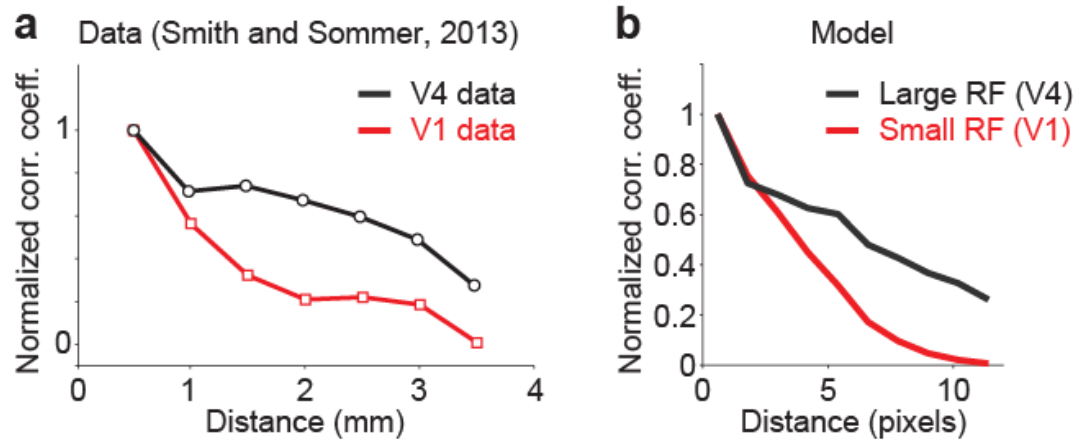 a
Data (Smith and Sommer, 2013)
Normalized corr. coeff.
1
0
V4 data
V1 data
0 1 2 3 4
Distance (mm)
b
Model
Normalized corr. coeff.
1
0.8
0.6
0.4
0.2
0
Large RF (V4)
Small RF (V1)
0 5 10
Distance (pixels)